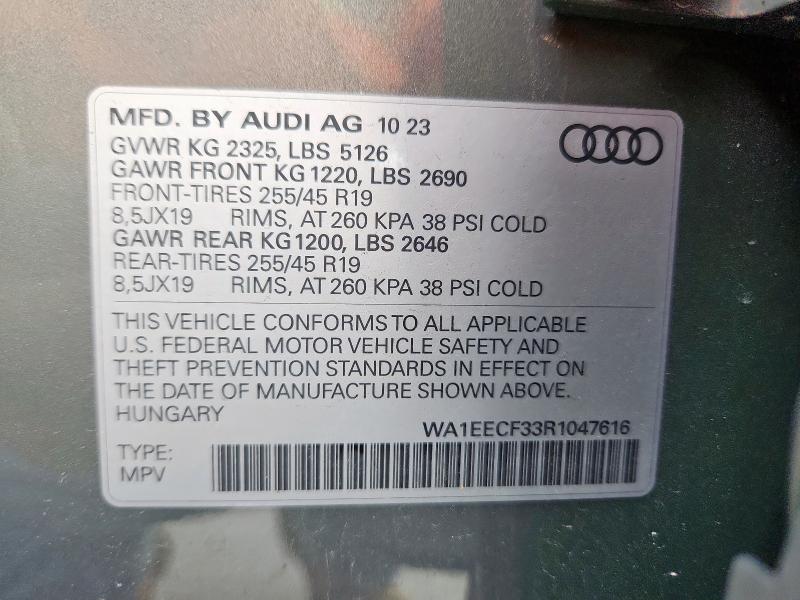 MFD. BY AUDI AG 10 23
GVWR KG 2325, LBS 5126
GAWR FRONT KG 1220, LBS 2690
FRONT-TIRES 255/45 R19
8,5JX19 RIMS, AT 260 KPA 38 PSI COLD
GAWR REAR KG 1200, LBS 2646
REAR-TIRES 255/45 R19
8,5JX19 RIMS, AT 260 KPA 38 PSI COLD
THIS VEHICLE CONFORMS TO ALL APPLICABLE
U.S. FEDERAL MOTOR VEHICLE SAFETY AND
THEFT PREVENTION STANDARDS IN EFFECT ON
THE DATE OF MANUFACTURE SHOWN ABOVE.
HUNGARY
WA1EECF33R1047616
TYPE:
MPV